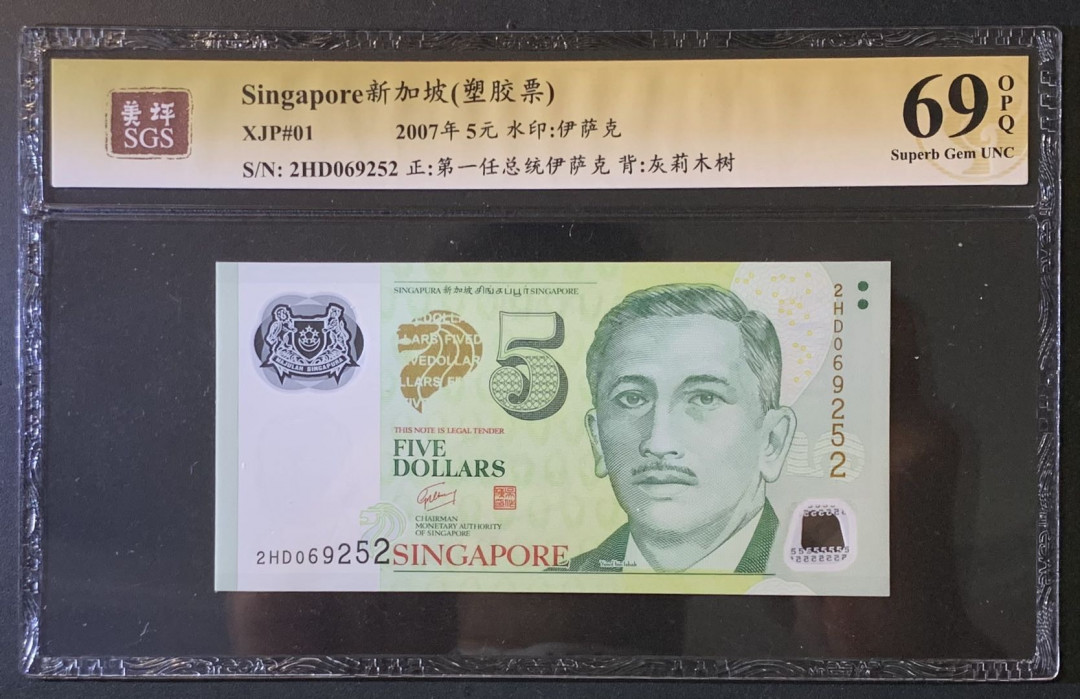 美评
SGS
Singapore新加坡(塑胶票)
XJP#01 2007年 5元 水印:伊萨克
S/N: 2HD069252 正:第一任总统伊萨克 背:灰莉木树
69
OPQ
Superb Gem UNC
SINGAPURA 新加坡 சிங்கப்பூர் SINGAPORE
MAJULAH SINGAPURA
5
2HD069252
THIS NOTE IS LEGAL TENDER
FIVE
DOLLARS
CHAIRMAN
MONETARY AUTHORITY
OF SINGAPORE
2HD069252
SINGAPORE